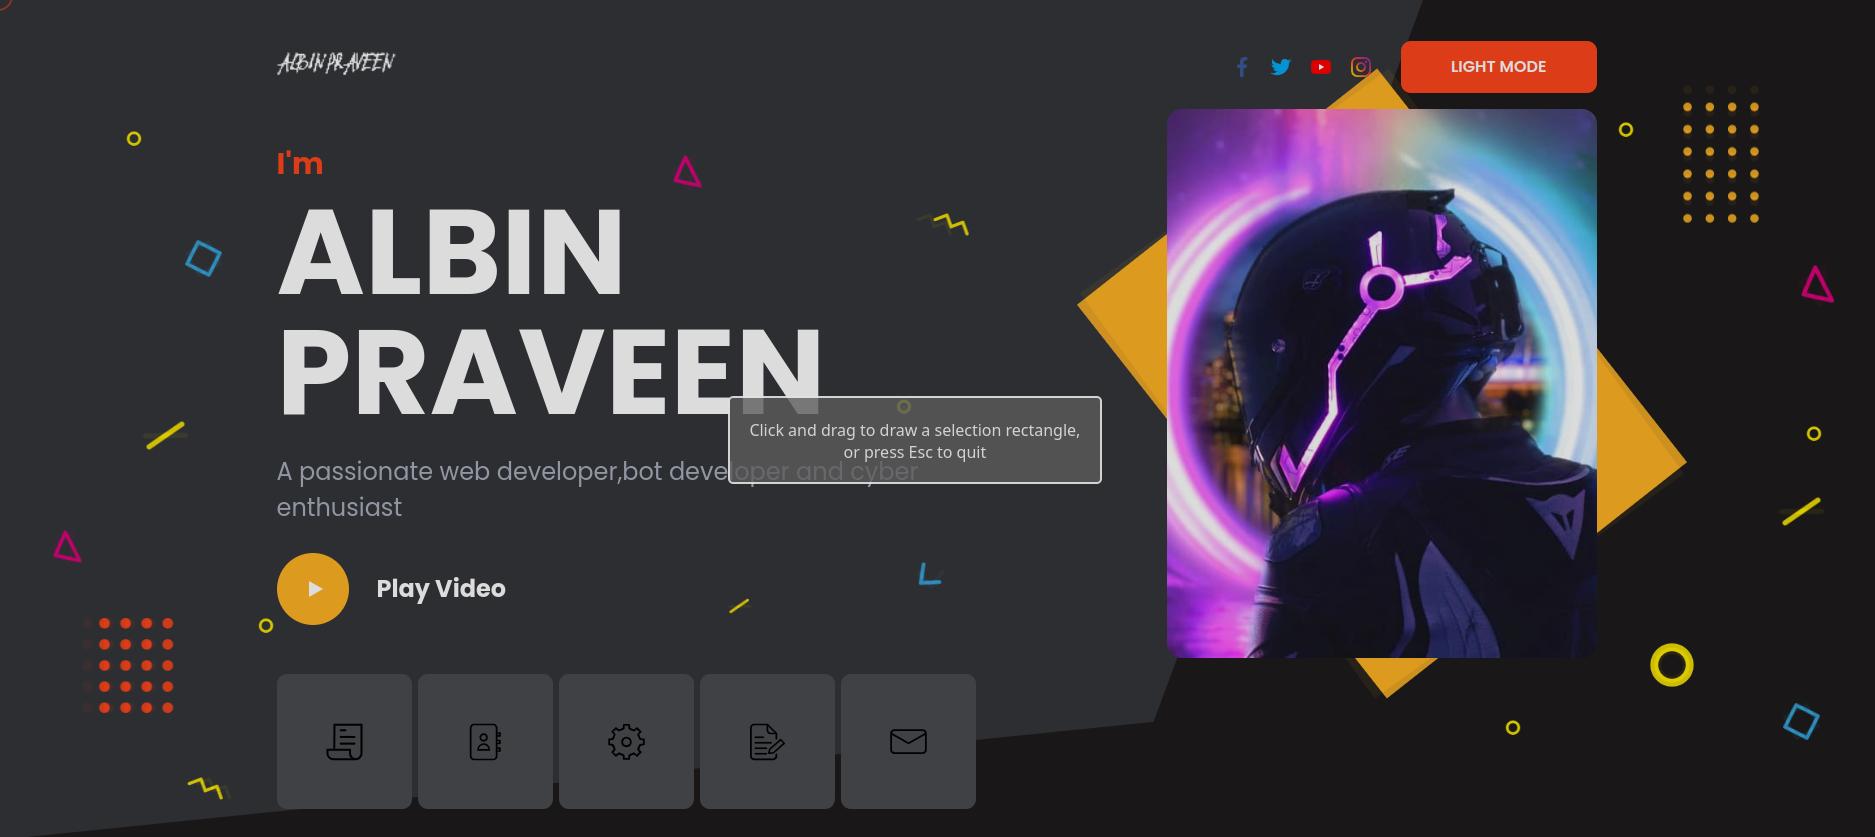 ALBIN PRAVEEN
LIGHT MODE
I'm
ALBIN
PRAVEEN
Click and drag to draw a selection rectangle,
or press Esc to quit
A passionate web developer,bot developer and cyber
enthusiast
Play Video